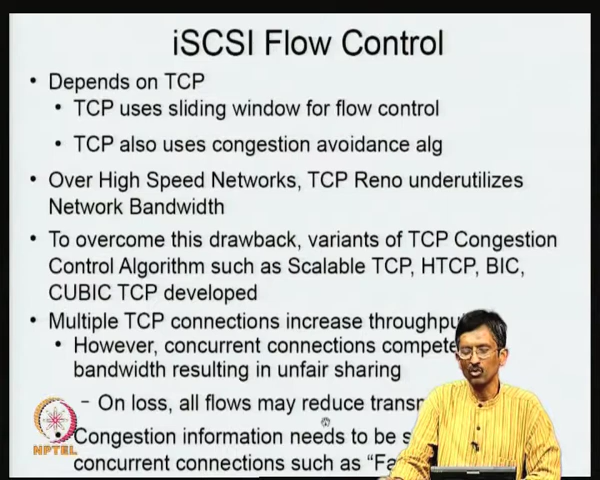 iSCSI Flow Control
• Depends on TCP
• TCP uses sliding window for flow control
• TCP also uses congestion avoidance alg
• Over High Speed Networks, TCP Reno underutilizes
Network Bandwidth
• To overcome this drawback, variants of TCP Congestion
Control Algorithm such as Scalable TCP, HTCP, BIC,
CUBIC TCP developed
• Multiple TCP connections increase
• However, concurrent connections compete
bandwidth resulting in unfair sharing
– On loss, all flows may reduce
Congestion information needs to be
concurrent connections such as
NPTEL